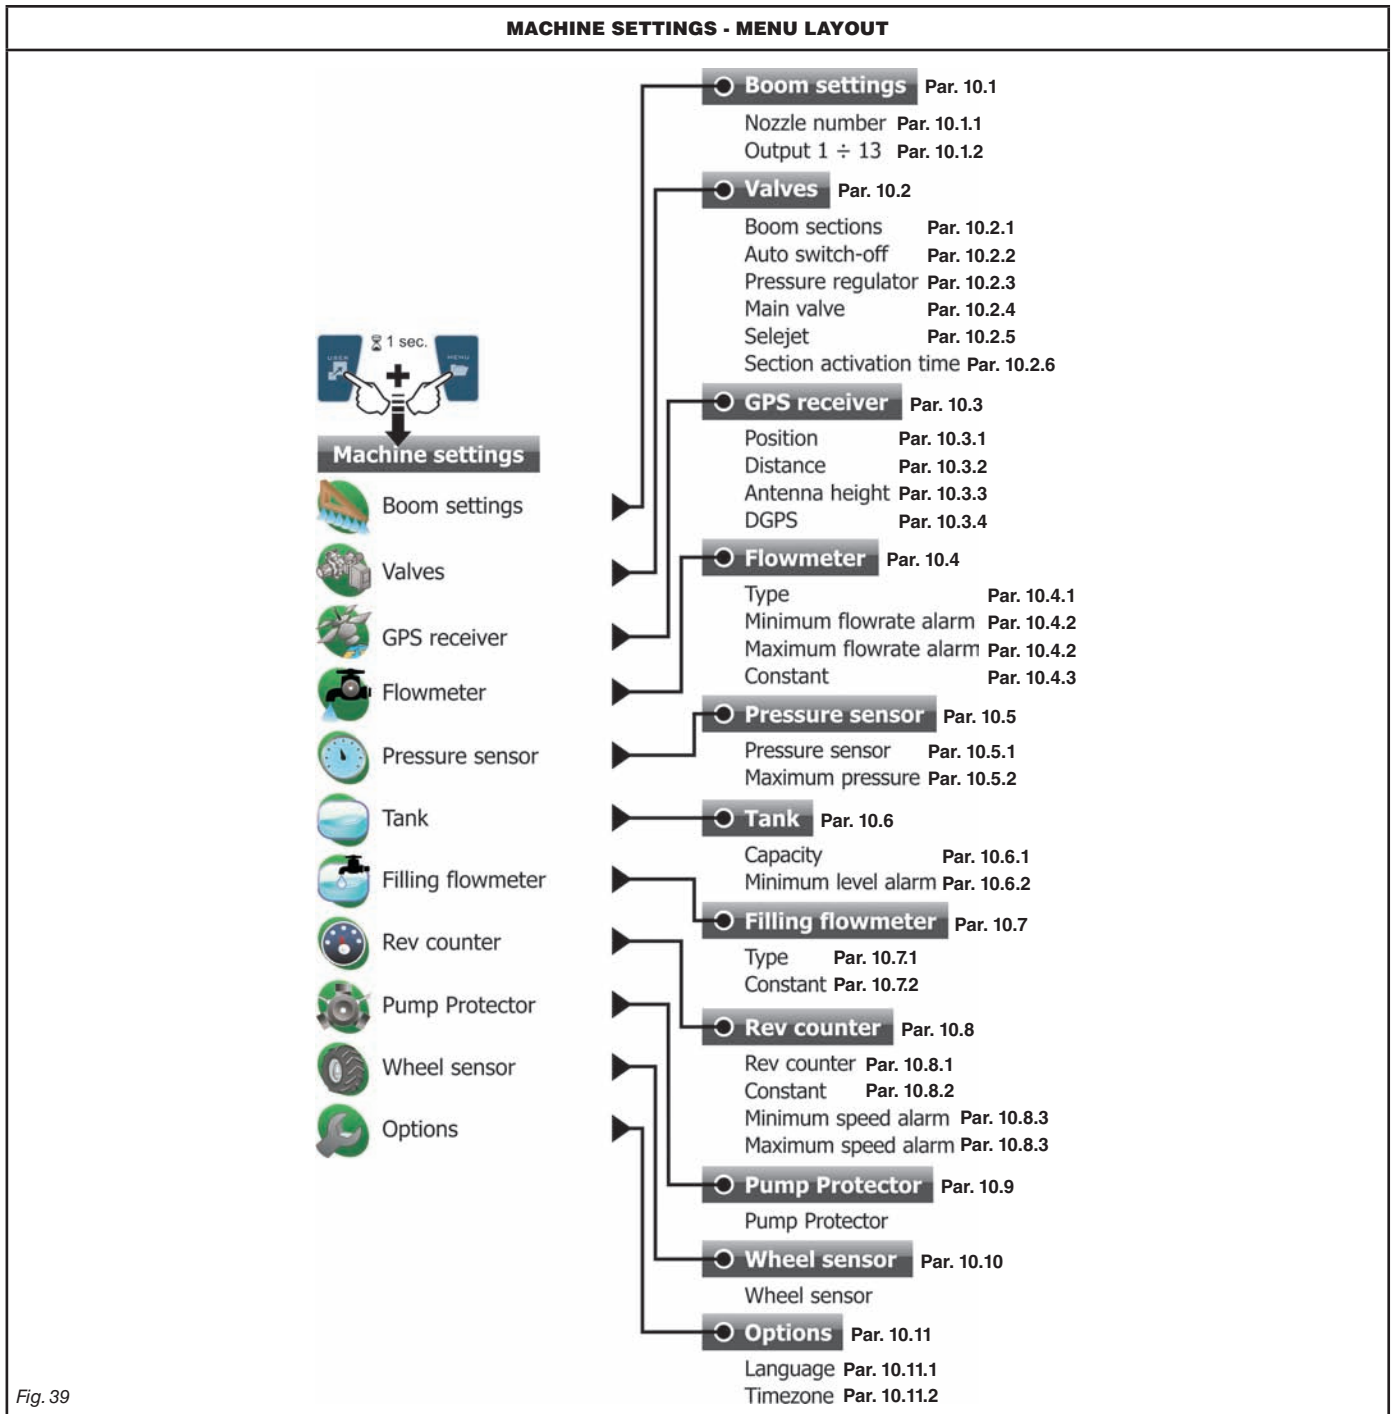 MACHINE SETTINGS - MENU LAYOUT
USER
1 sec.
MENU
+
Machine settings
Boom settings
Valves
GPS receiver
Flowmeter
Pressure sensor
Tank
Filling flowmeter
Rev counter
Pump Protector
Wheel sensor
Options
Boom settings Par. 10.1
Nozzle number Par. 10.1.1
Output 1 ÷ 13 Par. 10.1.2
Valves Par. 10.2
Boom sections Par. 10.2.1
Auto switch-off Par. 10.2.2
Pressure regulator Par. 10.2.3
Main valve Par. 10.2.4
Selejet Par. 10.2.5
Section activation time Par. 10.2.6
GPS receiver Par. 10.3
Position Par. 10.3.1
Distance Par. 10.3.2
Antenna height Par. 10.3.3
DGPS Par. 10.3.4
Flowmeter Par. 10.4
Type Par. 10.4.1
Minimum flowrate alarm Par. 10.4.2
Maximum flowrate alarm Par. 10.4.2
Constant Par. 10.4.3
Pressure sensor Par. 10.5
Pressure sensor Par. 10.5.1
Maximum pressure Par. 10.5.2
Tank Par. 10.6
Capacity Par. 10.6.1
Minimum level alarm Par. 10.6.2
Filling flowmeter Par. 10.7
Type Par. 10.7.1
Constant Par. 10.7.2
Rev counter Par. 10.8
Rev counter Par. 10.8.1
Constant Par. 10.8.2
Minimum speed alarm Par. 10.8.3
Maximum speed alarm Par. 10.8.3
Pump Protector Par. 10.9
Pump Protector
Wheel sensor Par. 10.10
Wheel sensor
Options Par. 10.11
Language Par. 10.11.1
Timezone Par. 10.11.2
Fig. 39